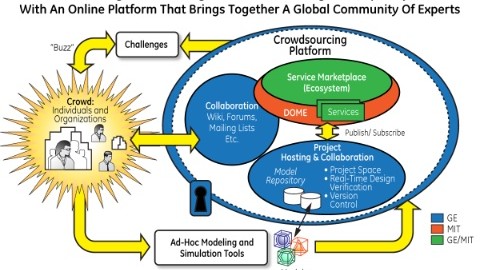 With An Online Platform That Brings Together A Global Community Of Experts
"Buzz"
Challenges
Crowdsourcing
Platform
Service Marketplace
(Ecosystem)
Crowd:
Individuals and
Organizations
Collaboration
Wiki, Forums,
Mailing Lists
Etc.
DOME
Services
Publish/ Subscribe
Project
Hosting & Collaboration
Model
Repository
• Project Space
• Real-Time Design
Verification
• Version
Control
GE
MIT
GE/MIT
Ad-Hoc Modeling and
Simulation Tools